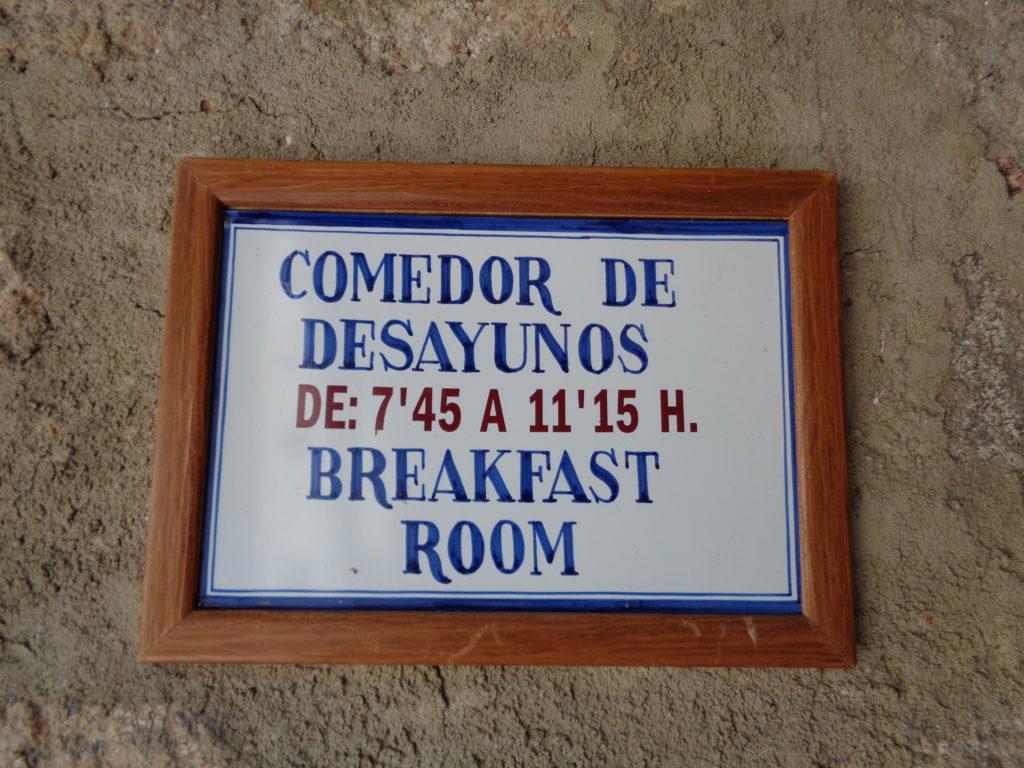 COMEDOR DE
DESAYUNOS
DE: 7'45 A 11'15 H.
BREAKFAST
ROOM